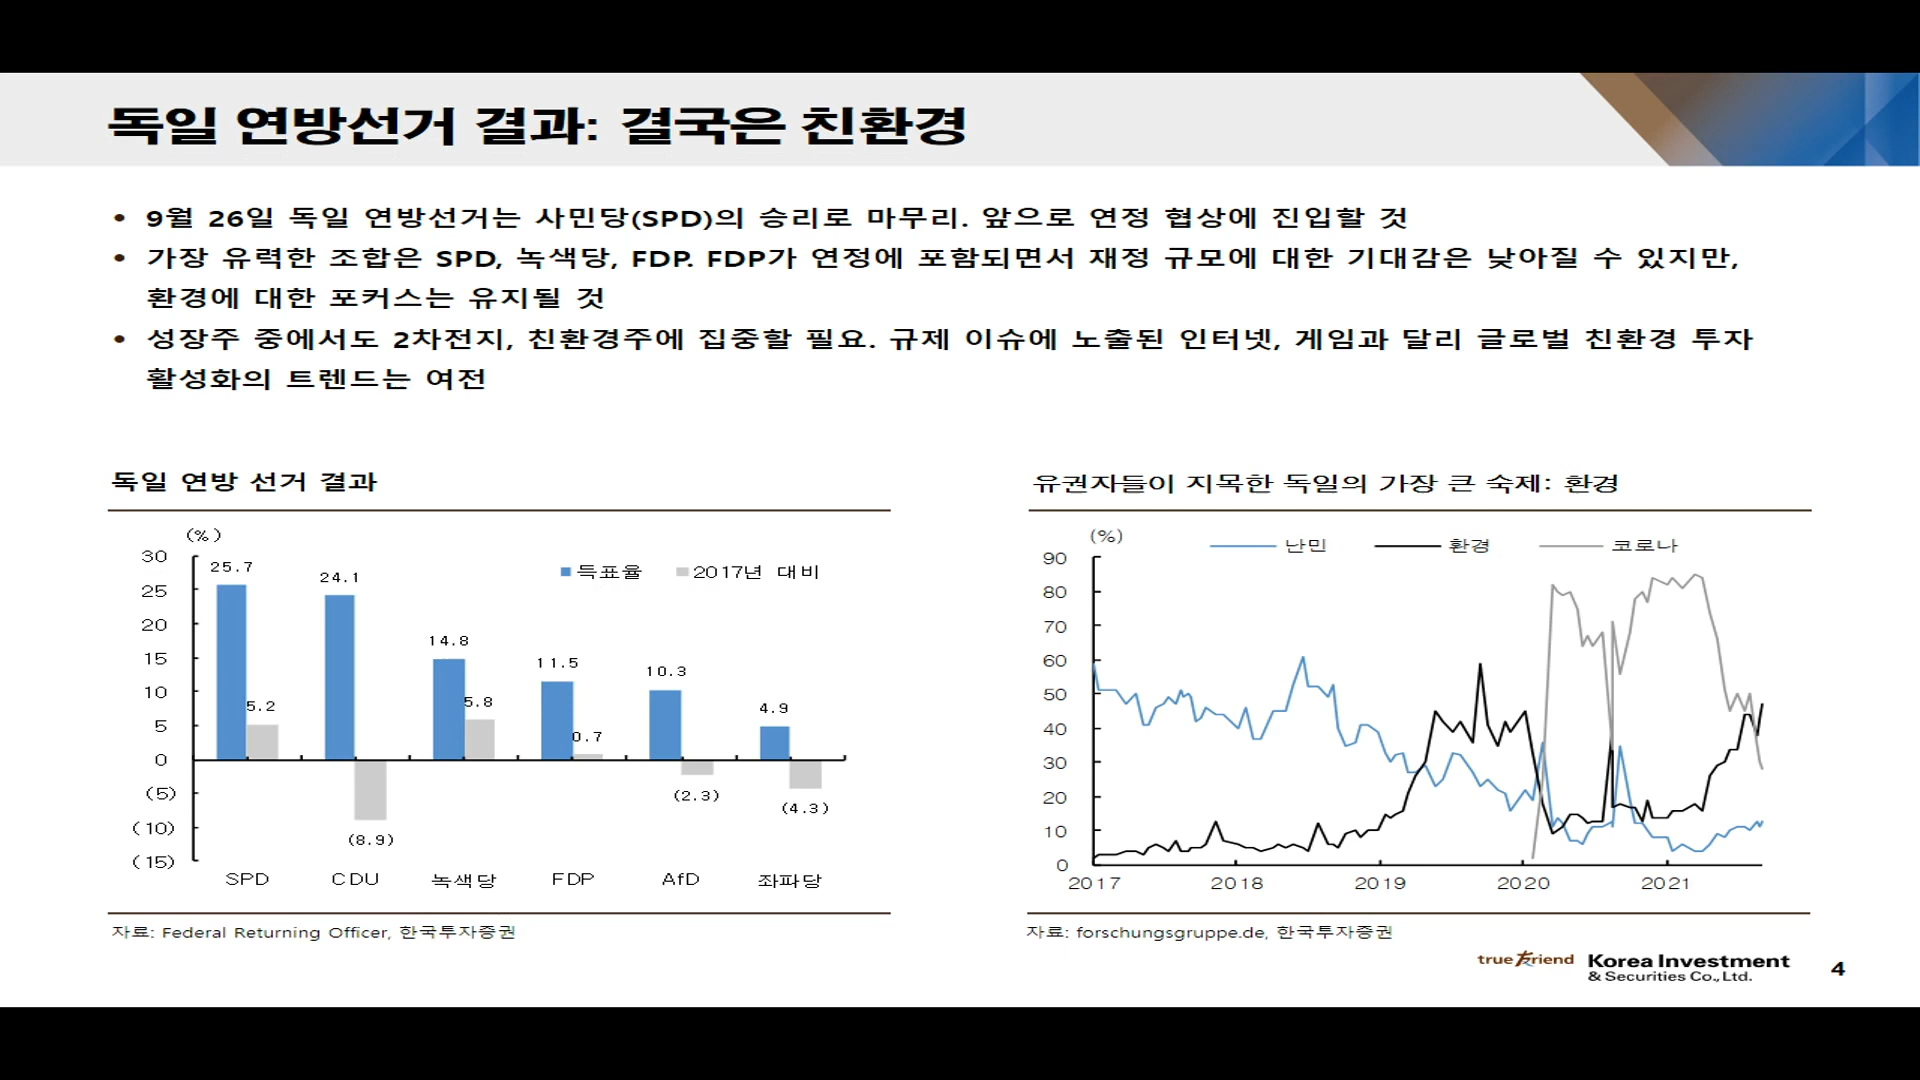 독일 연방선거 결과: 결국은 친환경
• 9월 26일 독일 연방선거는 사민당(SPD)의 승리로 마무리. 앞으로 연정 협상에 진입할 것
• 가장 유력한 조합은 SPD, 녹색당, FDP. FDP가 연정에 포함되면서 재정 규모에 대한 기대감은 낮아질 수 있지만,
환경에 대한 포커스는 유지될 것
• 성장주 중에서도 2차전지, 친환경주에 집중할 필요. 규제 이슈에 노출된 인터넷, 게임과 달리 글로벌 친환경 투자
활성화의 트렌드는 여전
독일 연방 선거 결과
(%)
득표율 2017년 대비
30
25
20
15
10
5
0
(5)
(10)
(15)
25.7
5.2
24.1
(8.9)
14.8
5.8
11.5
0.7
10.3
(2.3)
4.9
(4.3)
SPD CDU 녹색당 FDP AfD 좌파당
자료: Federal Returning Officer, 한국투자증권
유권자들이 지목한 독일의 가장 큰 숙제: 환경
(%)
난민 환경 코로나
90
80
70
60
50
40
30
20
10
0
2017 2018 2019 2020 2021
자료: forschungsgruppe.de, 한국투자증권
true Friend Korea Investment
& Securities Co., Ltd.
4